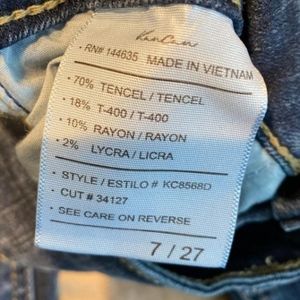 KanCan
· RN# 144635 MADE IN VIETNAM
· 70% TENCEL / TENCEL
· 18% T-400 / T-400
· 10% RAYON / RAYON
· 2% LYCRA / LICRA
· STYLE / ESTILO # KC8568D
· CUT # 34127
· SEE CARE ON REVERSE
7 / 27